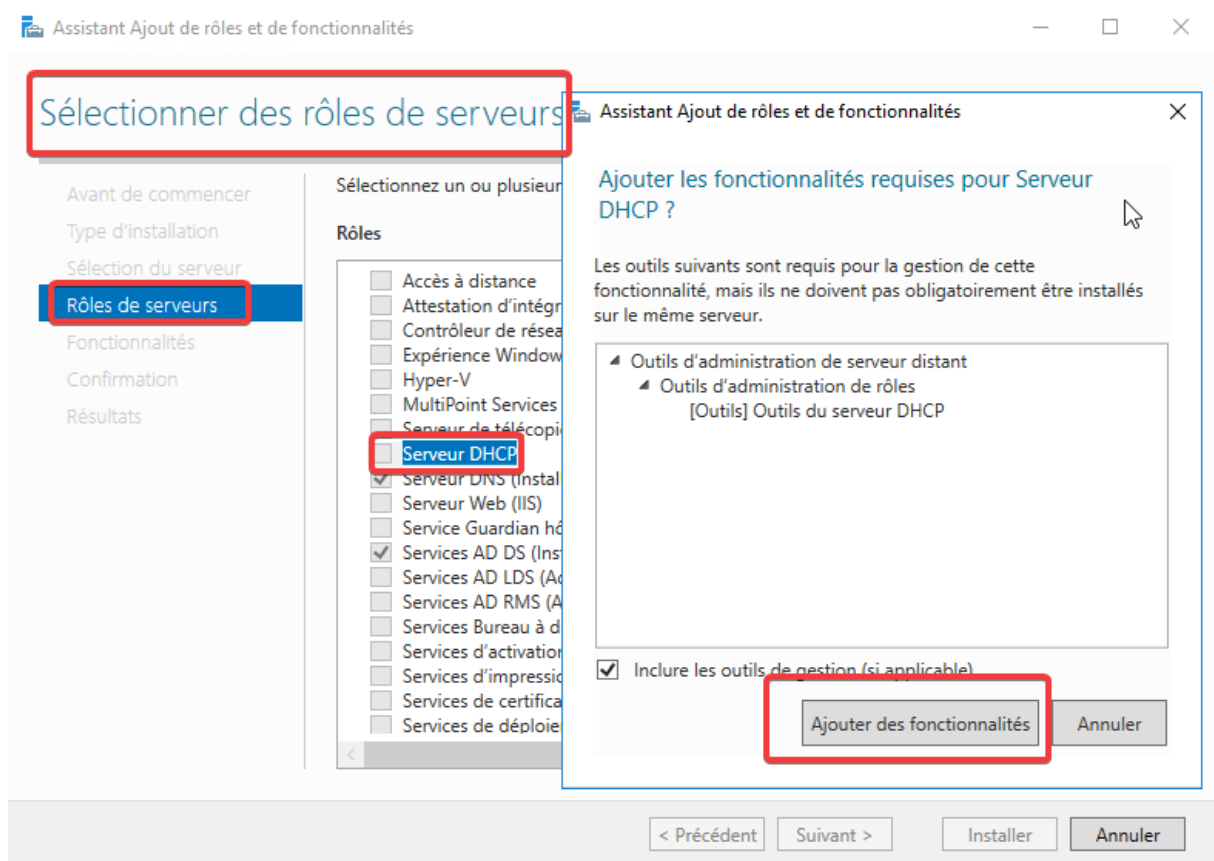 Assistant Ajout de rôles et de fonctionnalités
Sélectionner des rôles de serveurs
Avant de commencer
Type d'installation
Sélection du serveur
Rôles de serveurs
Fonctionnalités
Confirmation
Résultats
Sélectionnez un ou plusieur
Rôles
Accès à distance
Attestation d'intégr
Contrôleur de résea
Expérience Window
Hyper-V
MultiPoint Services
Serveur de télécopi
Serveur DHCP
Serveur DNS (Instal
Serveur Web (IIS)
Service Guardian hô
Services AD DS (Ins
Services AD LDS (Ac
Services AD RMS (A
Services Bureau à d
Services d'activation
Services d'impressio
Services de certifica
Services de déploie
Assistant Ajout de rôles et de fonctionnalités
Ajouter les fonctionnalités requises pour Serveur
DHCP ?
Les outils suivants sont requis pour la gestion de cette
fonctionnalité, mais ils ne doivent pas obligatoirement être installés
sur le même serveur.
Outils d'administration de serveur distant
Outils d'administration de rôles
[Outils] Outils du serveur DHCP
Inclure les outils de gestion (si applicable)
Ajouter des fonctionnalités
Annuler
< Précédent
Suivant >
Installer
Annuler